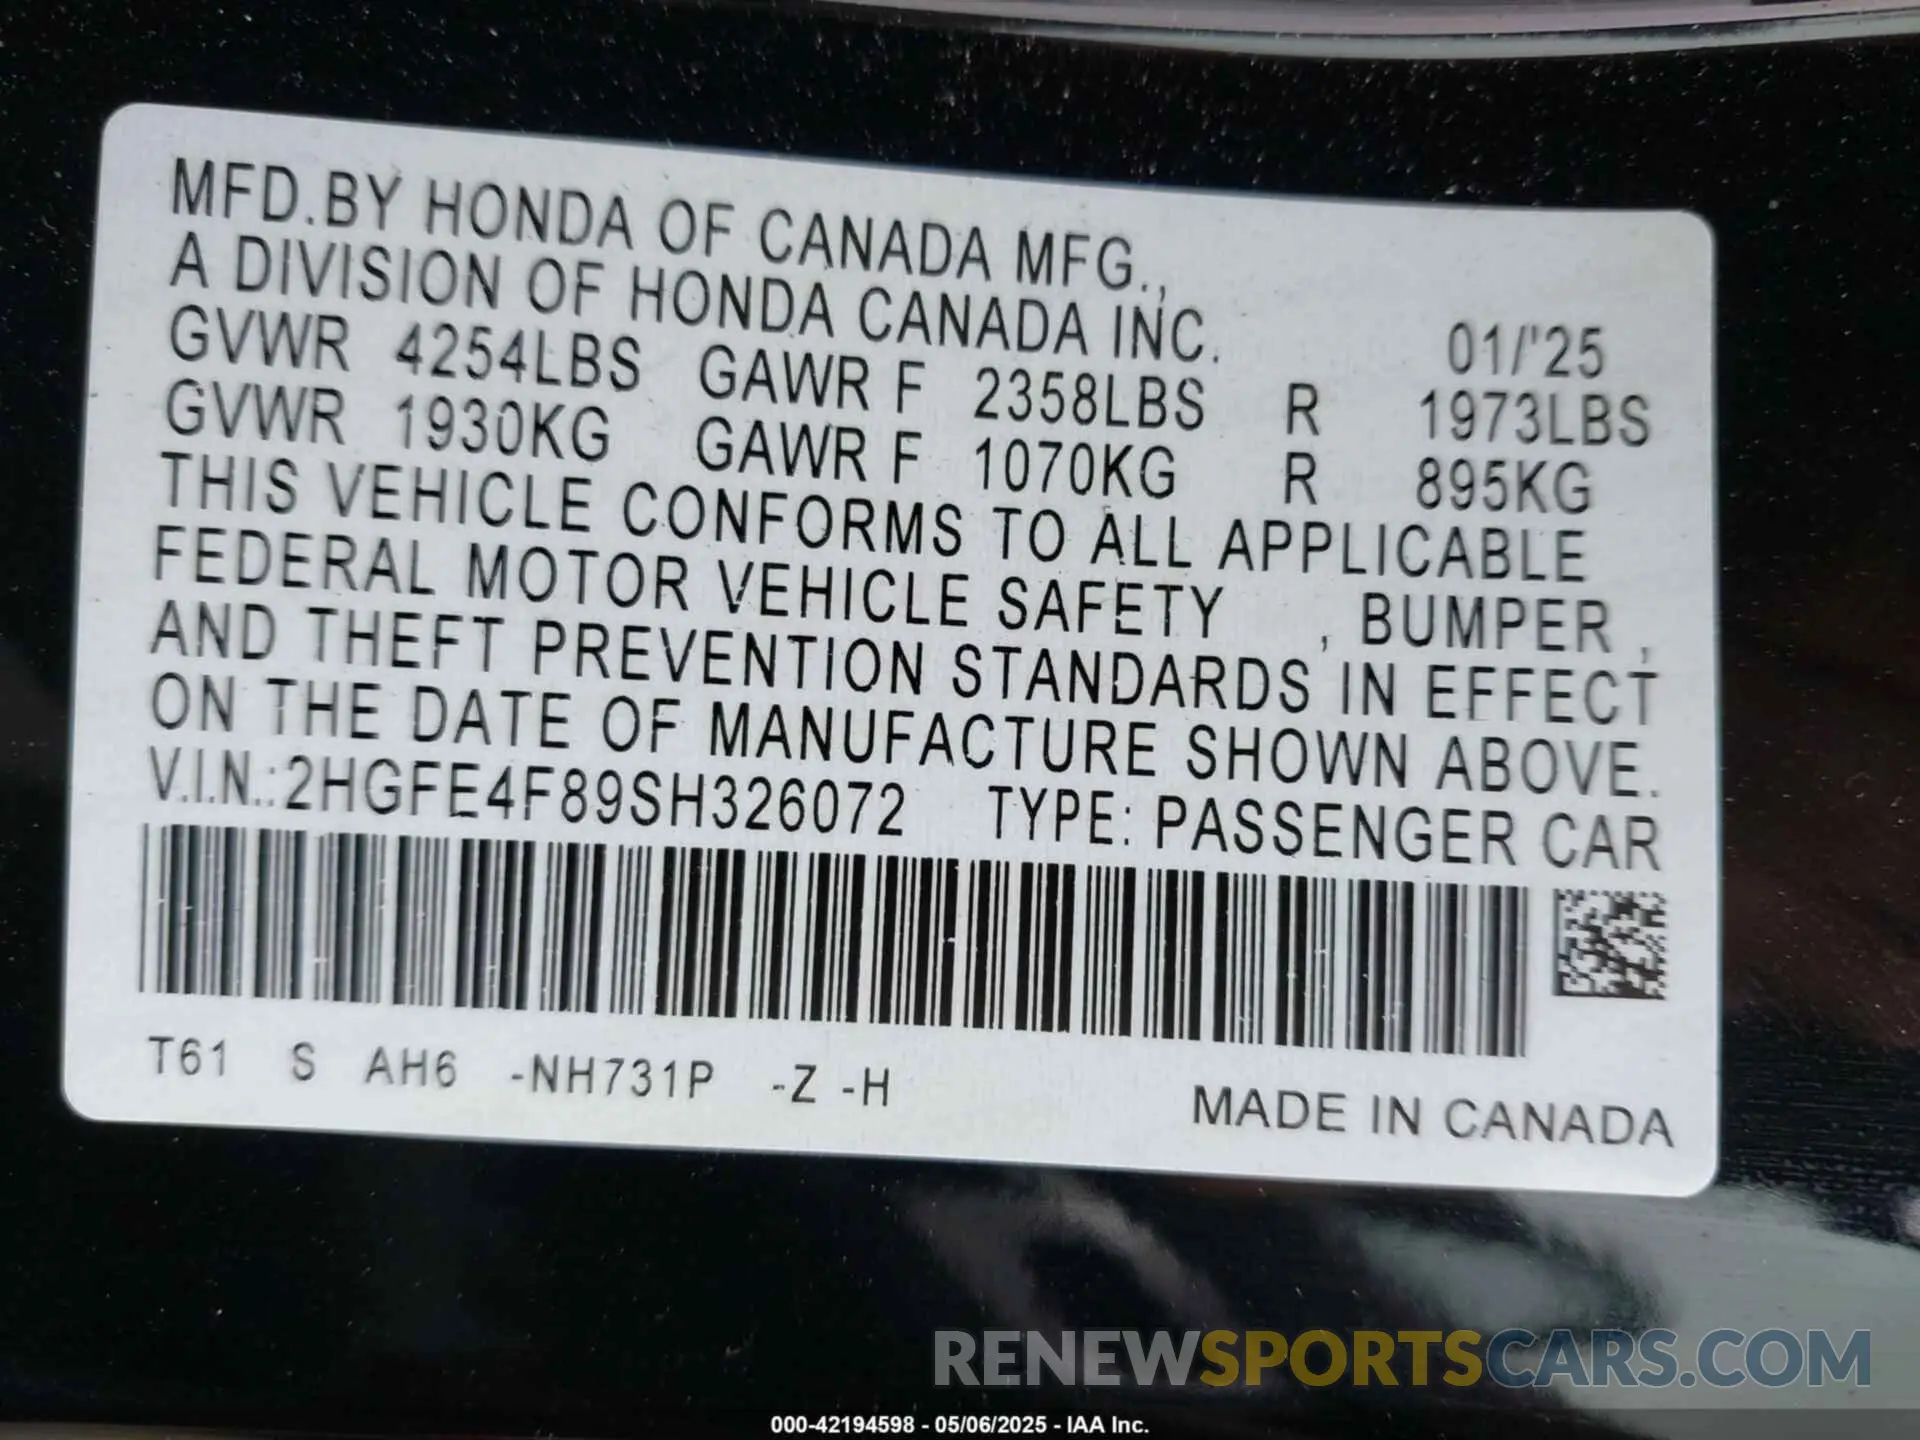 MFD.BY HONDA OF CANADA MFG.,
A DIVISION OF HONDA CANADA INC. 01/'25
GVWR 4254LBS GAWR F 2358LBS R 1973LBS
GVWR 1930KG GAWR F 1070KG R 895KG
THIS VEHICLE CONFORMS TO ALL APPLICABLE
FEDERAL MOTOR VEHICLE SAFETY , BUMPER ,
AND THEFT PREVENTION STANDARDS IN EFFECT
ON THE DATE OF MANUFACTURE SHOWN ABOVE.
V.I.N.:2HGFE4F89SH326072 TYPE: PASSENGER CAR
T61 S AH6 -NH731P -Z -H
MADE IN CANADA
RENEWSPORTSCARS.COM
000-42194598 - 05/06/2025 - IAA Inc.